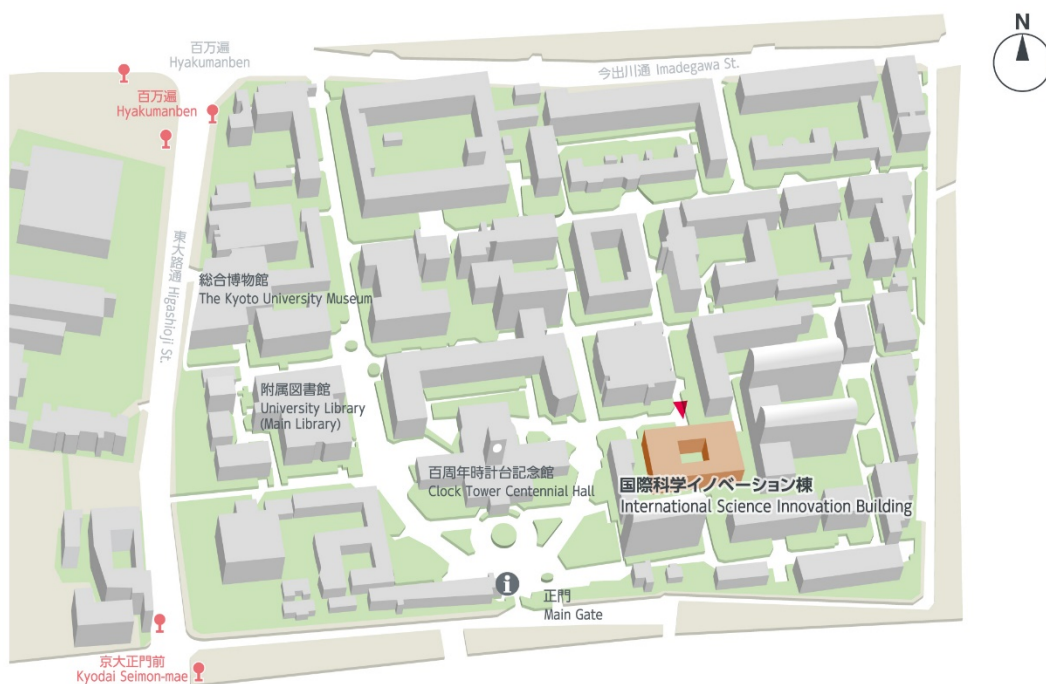 N
百万遍
Hyakumanben
今出川通 Imadegawa St.
百万遍
Hyakumanben
東大路通 Higashioji St.
総合博物館
The Kyoto University Museum
附属図書館
University Library
(Main Library)
百周年時計台記念館
Clock Tower Centennial Hall
国際科学イノベーション棟
International Science Innovation Building
i
正門
Main Gate
京大正門前
Kyodai Seimon-mae